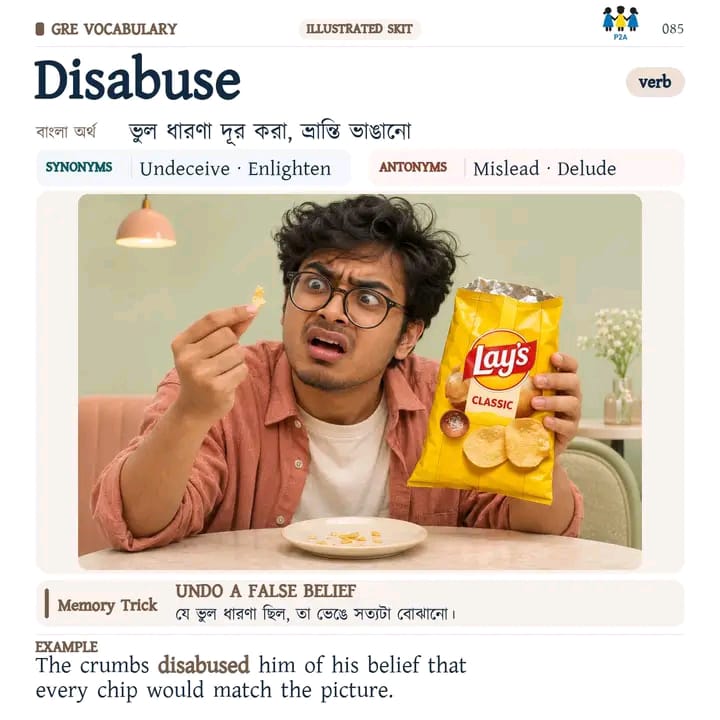 GRE VOCABULARY
ILLUSTRATED SKIT
P2A
085
Disabuse
verb
বাংলা অর্থ ভুল ধারণা দূর করা, ভ্রান্তি ভাঙানো
SYNONYMS Undeceive · Enlighten
ANTONYMS Mislead · Delude
Lay's
CLASSIC
Memory Trick
UNDO A FALSE BELIEF
যে ভুল ধারণা ছিল, তা ভেঙে সত্যটা বোঝানো।
EXAMPLE
The crumbs disabused him of his belief that
every chip would match the picture.